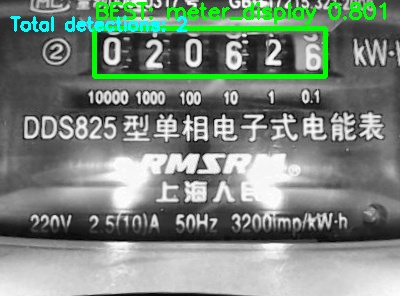 BEST: meter_display 0.801
Total detections: 2
② 0 2 0 6 2 6 kW·h
10000 1000 100 10 1 0.1
DDS825型单相电子式电能表
RMSRM®
上海人民
220V 2.5(10)A 50Hz 3200imp/kW·h